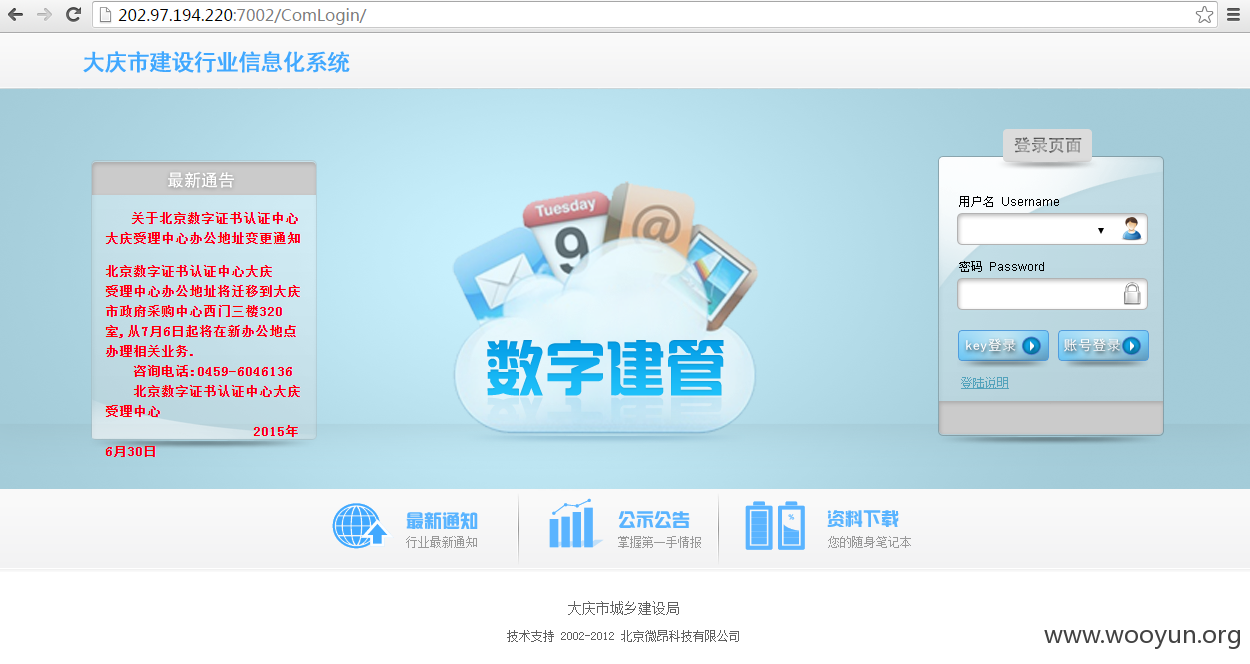 202.97.194.220:7002/ComLogin/
大庆市建设行业信息化系统
最新通告
关于北京数字证书认证中心
大庆受理中心办公地址变更通知
北京数字证书认证中心大庆
受理中心办公地址将迁移到大庆
市政府采购中心西门三楼320
室,从7月6日起将在新办公地点
办理相关业务.
咨询电话:0459-6046136
北京数字证书认证中心大庆
受理中心
2015年
6月30日
Tuesday
9
@
数字建管
登录页面
用户名 Username
密码 Password
key登录
账号登录
登陆说明
最新通知
行业最新通知
公示公告
掌握第一手情报
%
资料下载
您的随身笔记本
大庆市城乡建设局
技术支持 2002-2012 北京微昂科技有限公司
www.wooyun.org